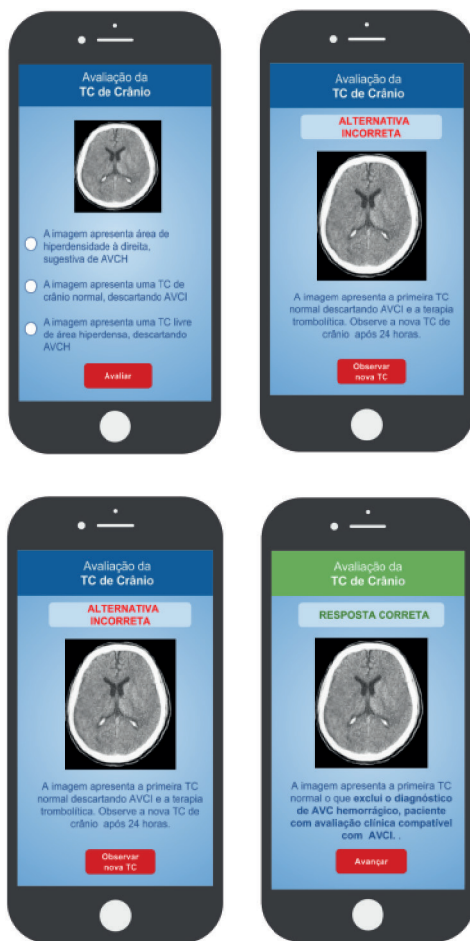 Avaliação da
TC de Crânio
A imagem apresenta área de
hiperdensidade à direita,
sugestiva de AVCH
A imagem apresenta uma TC de
crânio normal, descartando AVCI
A imagem apresenta uma TC livre
de área hiperdensa, descartando
AVCH
Avaliar
Avaliação da
TC de Crânio
ALTERNATIVA
INCORRETA
A imagem apresenta a primeira TC
normal descartando AVCI e a terapia
trombolítica. Observe a nova TC de
crânio após 24 horas.
Observar
nova TC
Avaliação da
TC de Crânio
ALTERNATIVA
INCORRETA
A imagem apresenta a primeira TC
normal descartando AVCI e a terapia
trombolítica. Observe a nova TC de
crânio após 24 horas.
Observar
nova TC
Avaliação da
TC de Crânio
RESPOSTA CORRETA
A imagem apresenta a primeira TC
normal o que exclui o diagnóstico
de AVC hemorrágico, paciente
com avaliação clínica compatível
com AVCI. .
Avançar